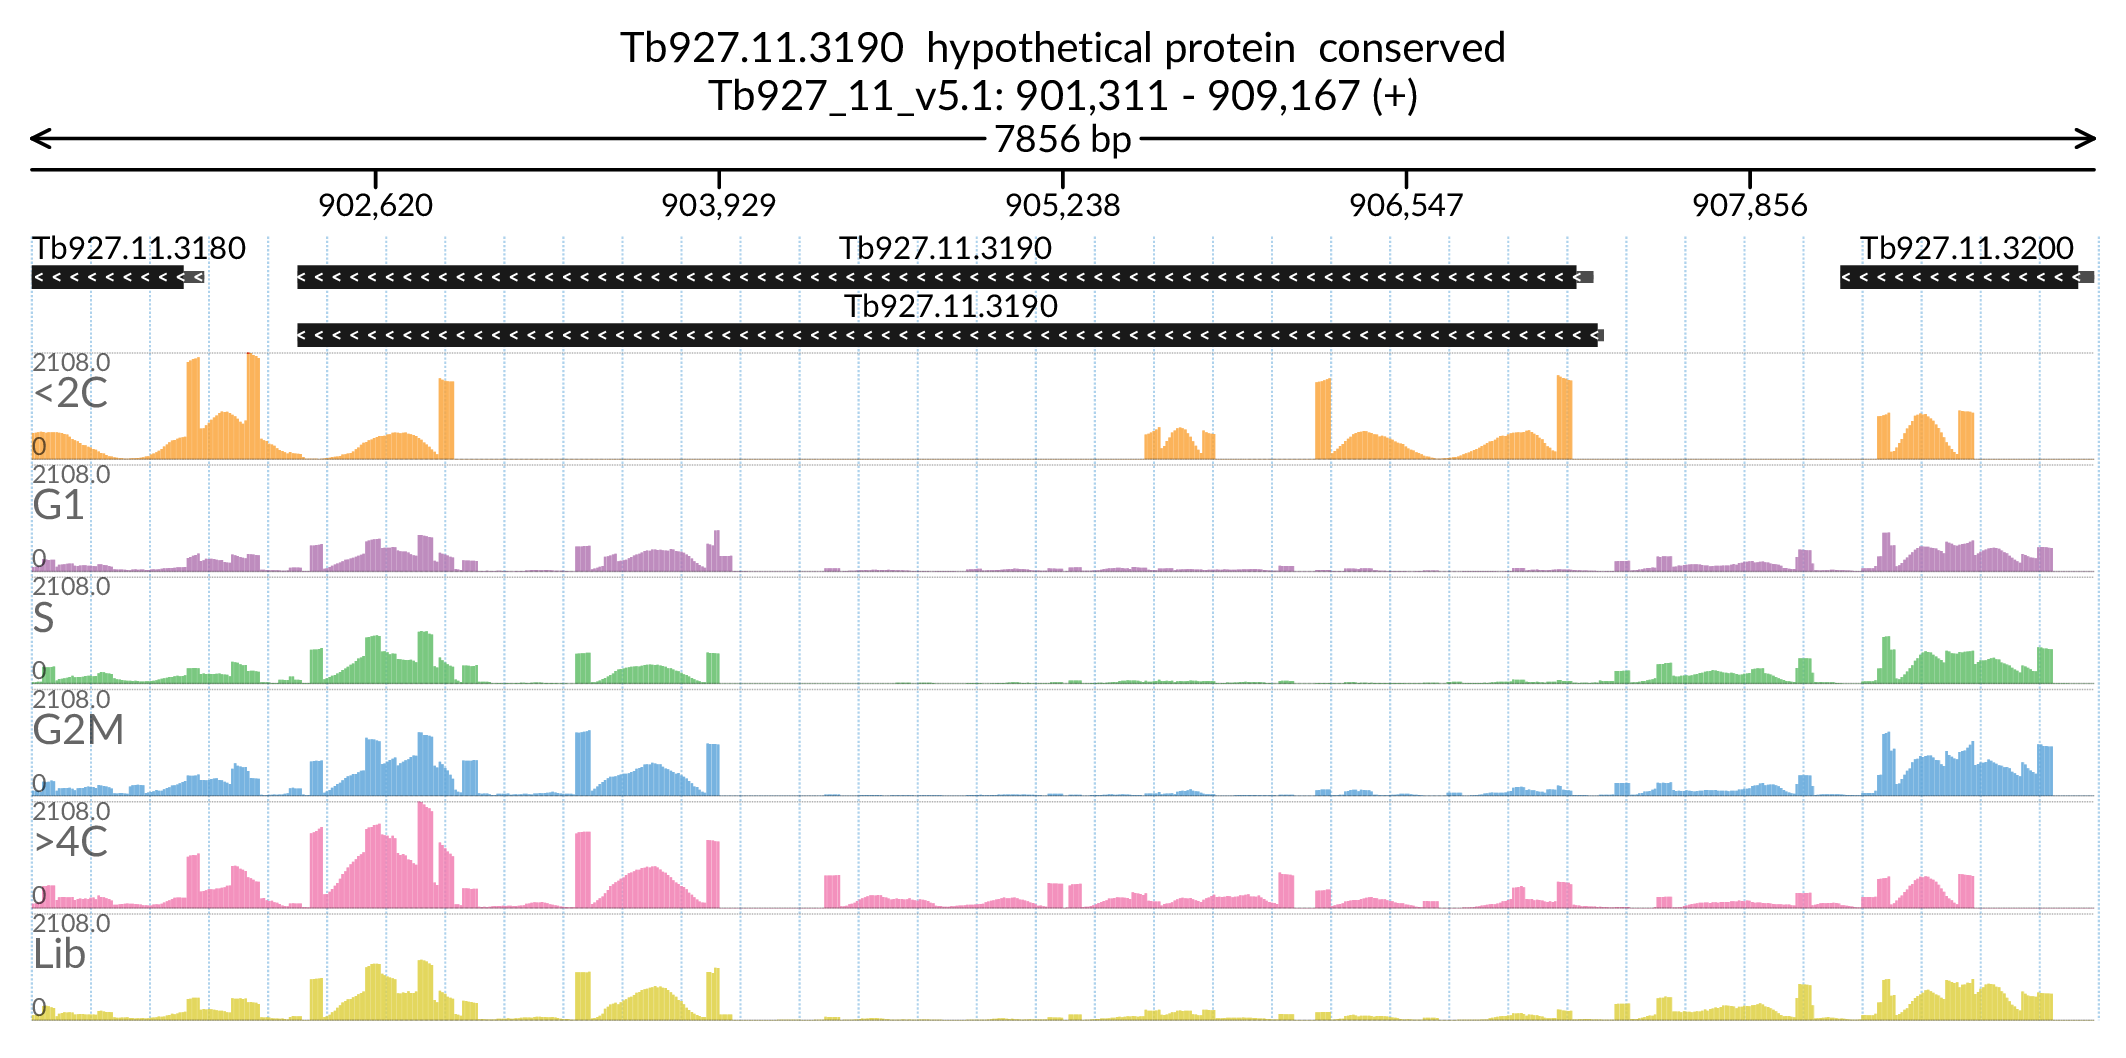 Tb927.11.3190  hypothetical protein  conserved
Tb927_11_v5.1: 901,311 - 909,167 (+)
7856 bp
902,620 903,929 905,238 906,547 907,856
Tb927.11.3180 Tb927.11.3190 Tb927.11.3200
Tb927.11.3190
2108.0
<2C
0
2108.0
G1
0
2108.0
S
0
2108.0
G2M
0
2108.0
>4C
0
2108.0
Lib
0